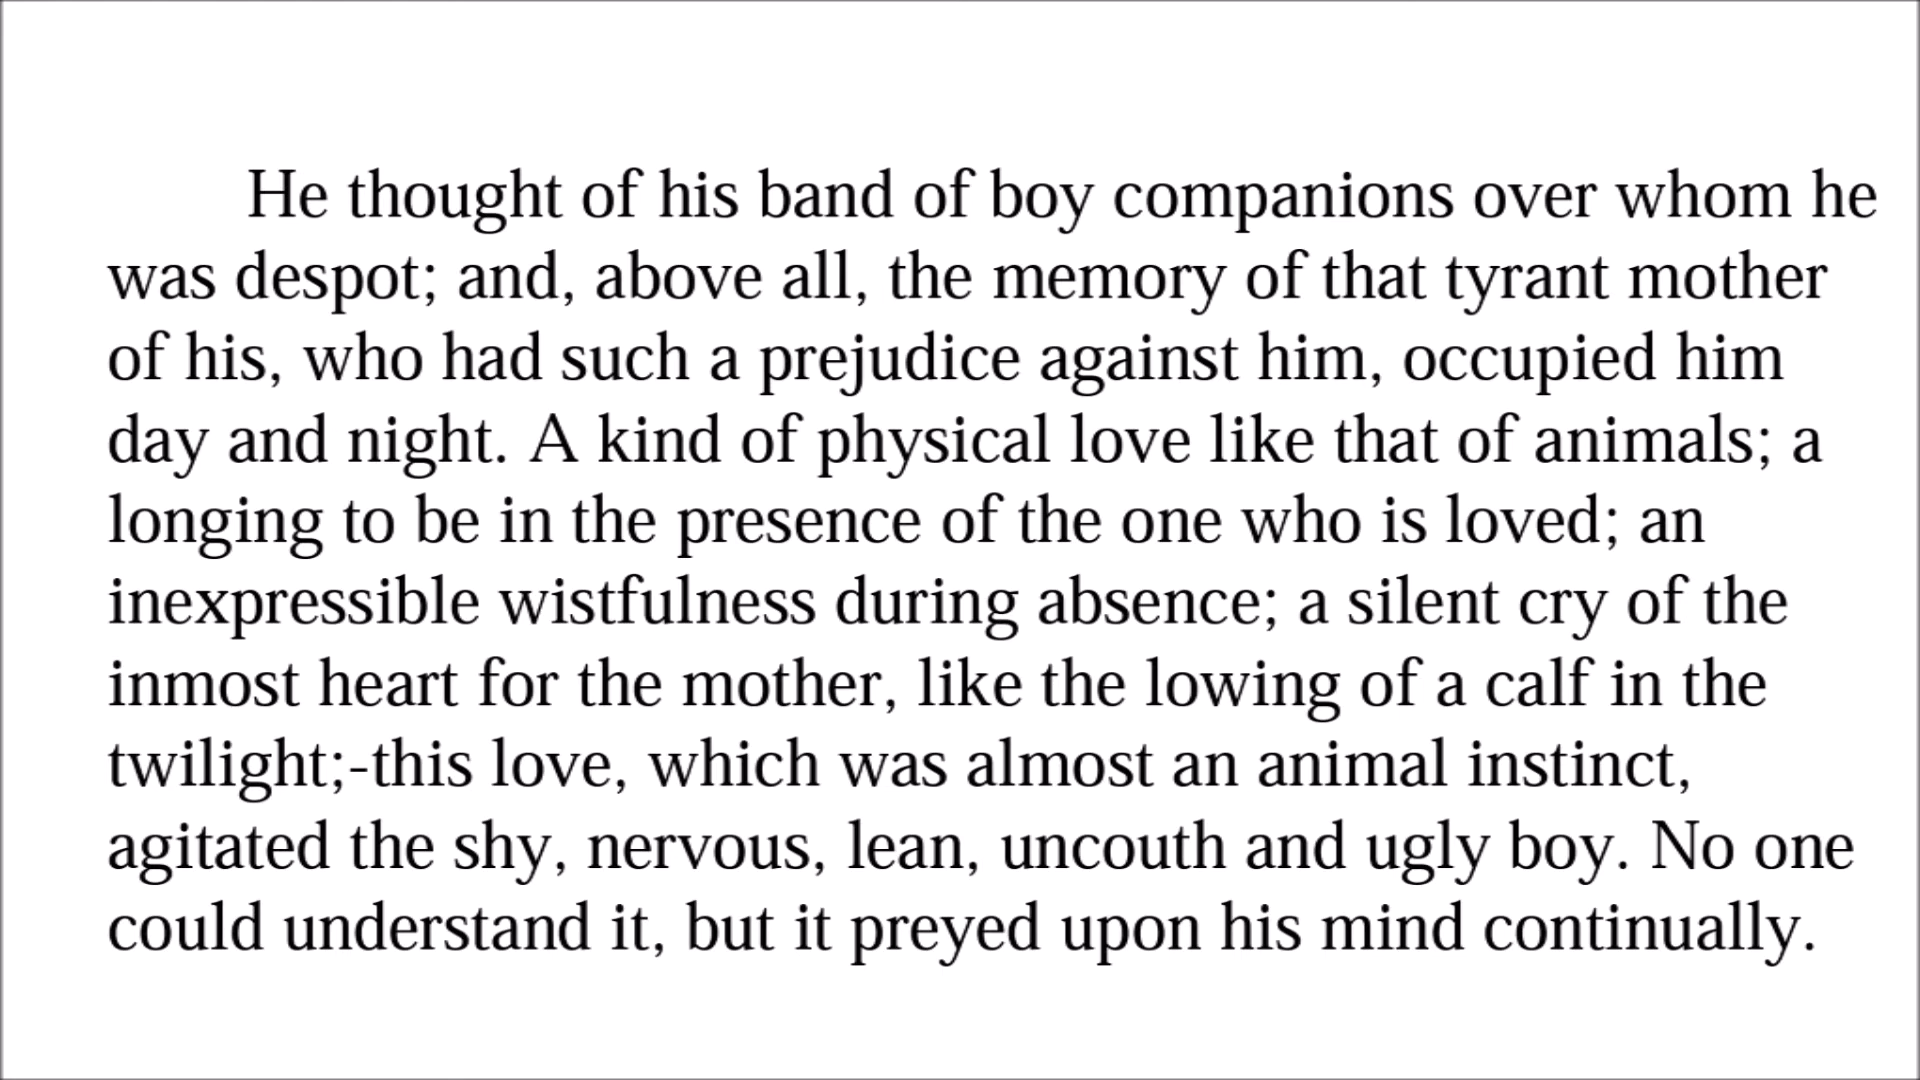 He thought of his band of boy companions over whom he
was despot; and, above all, the memory of that tyrant mother
of his, who had such a prejudice against him, occupied him
day and night. A kind of physical love like that of animals; a
longing to be in the presence of the one who is loved; an
inexpressible wistfulness during absence; a silent cry of the
inmost heart for the mother, like the lowing of a calf in the
twilight;-this love, which was almost an animal instinct,
agitated the shy, nervous, lean, uncouth and ugly boy. No one
could understand it, but it preyed upon his mind continually.